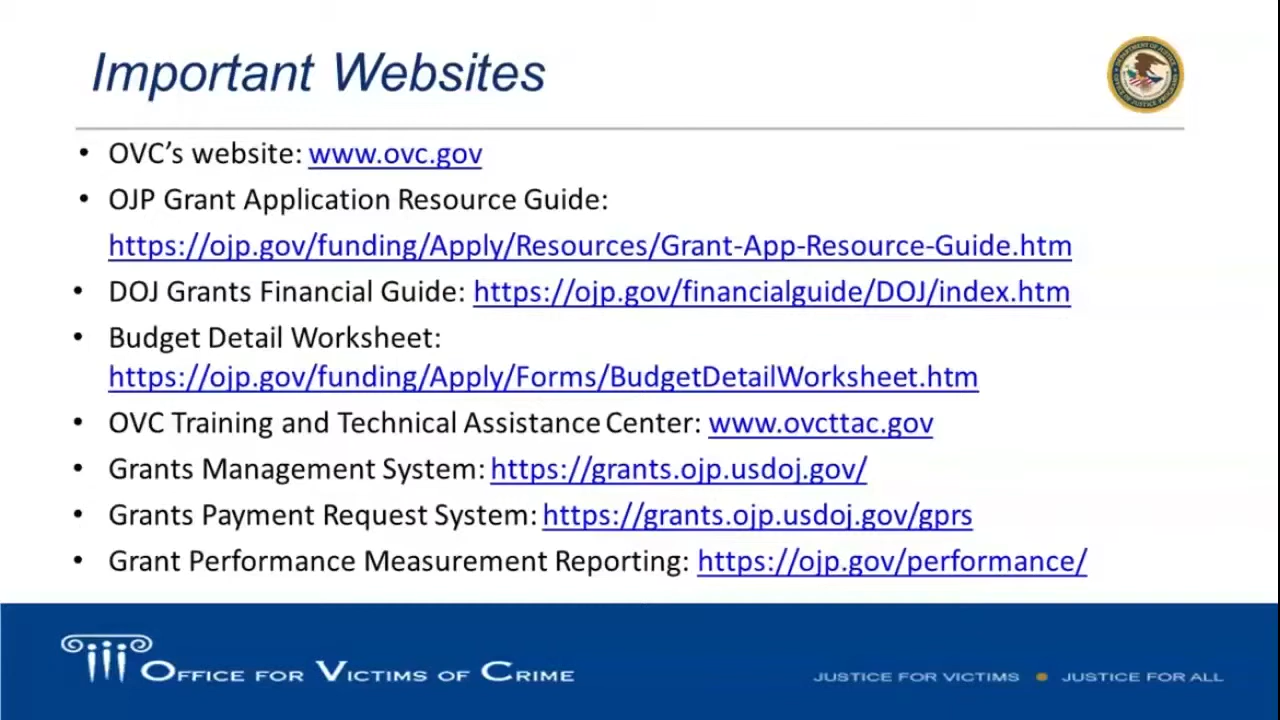 Important Websites
• OVC’s website: www.ovc.gov
• OJP Grant Application Resource Guide:
https://ojp.gov/funding/Apply/Resources/Grant-App-Resource-Guide.htm
• DOJ Grants Financial Guide: https://ojp.gov/financialguide/DOJ/index.htm
• Budget Detail Worksheet:
https://ojp.gov/funding/Apply/Forms/BudgetDetailWorksheet.htm
• OVC Training and Technical Assistance Center: www.ovcttac.gov
• Grants Management System: https://grants.ojp.usdoj.gov/
• Grants Payment Request System: https://grants.ojp.usdoj.gov/gprs
• Grant Performance Measurement Reporting: https://ojp.gov/performance/
OFFICE FOR VICTIMS OF CRIME
JUSTICE FOR VICTIMS • JUSTICE FOR ALL